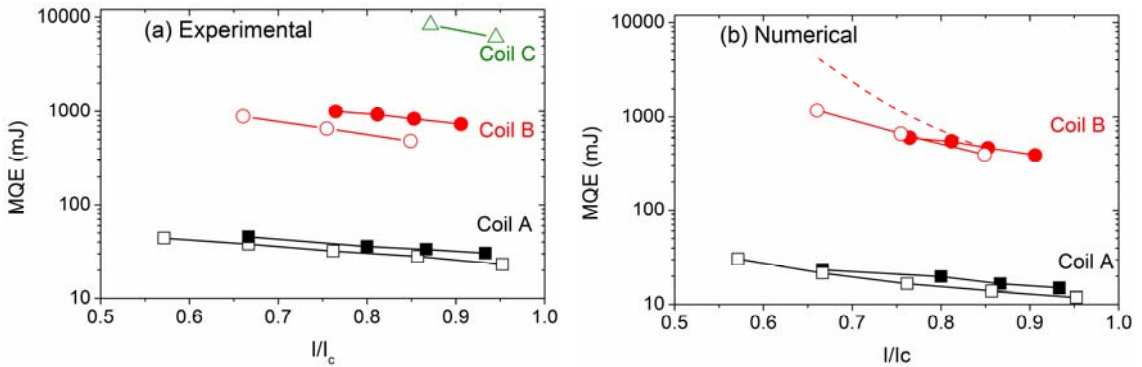 (a) Experimental
Coil C
Coil B
Coil A
MQE (mJ)
10000
1000
100
10
0.5 0.6 0.7 0.8 0.9 1.0
I/Ic
(b) Numerical
Coil B
Coil A
MQE (mJ)
10000
1000
100
10
0.5 0.6 0.7 0.8 0.9 1.0
I/Ic